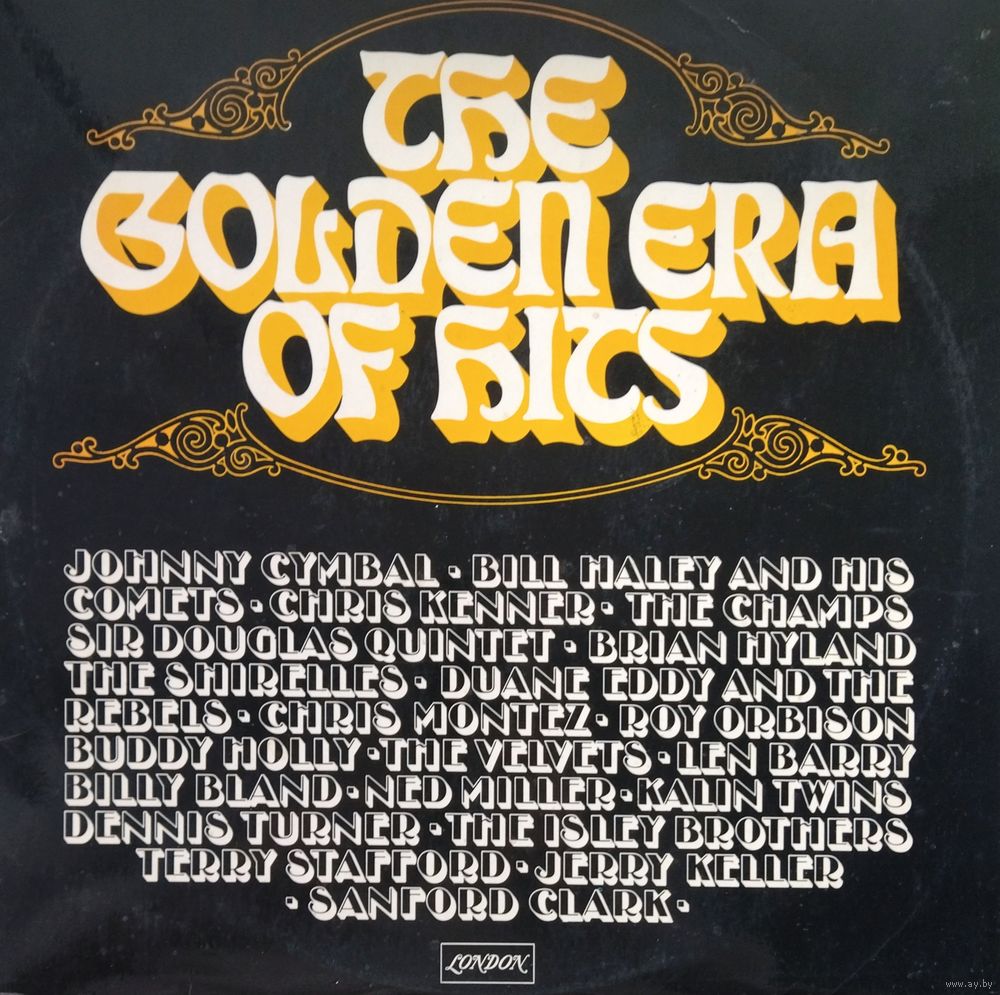 THE
GOLDEN ERA
OF HITS
JOHNNY CYMBAL · BILL HALEY AND HIS
COMETS · CHRIS KENNER · THE CHAMPS
SIR DOUGLAS QUINTET · BRIAN HYLAND
THE SHIRELLES · DUANE EDDY AND THE
REBELS · CHRIS MONTEZ · ROY ORBISON
BUDDY HOLLY · THE VELVETS · LEN BARRY
BILLY BLAND · NED MILLER · KALIN TWINS
DENNIS TURNER · THE ISLEY BROTHERS
TERRY STAFFORD · JERRY KELLER
· SANFORD CLARK ·
LONDON
www.ay.by